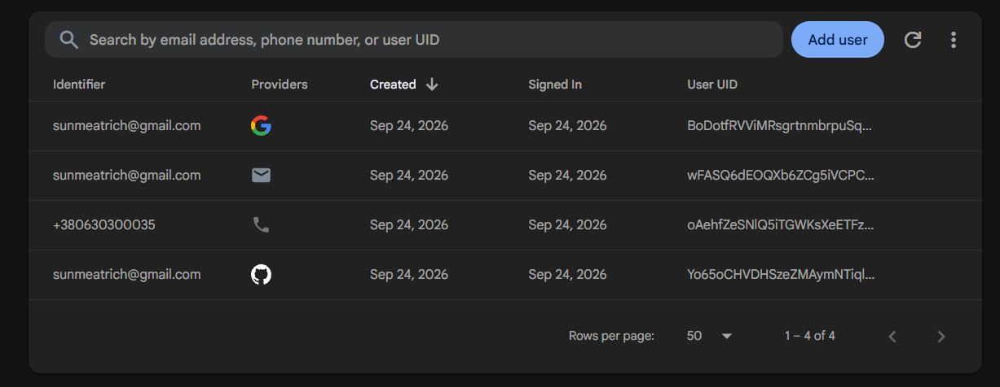 Search by email address, phone number, or user UID Add user
Identifier Providers Created Signed In User UID
sunmeatrich@gmail.com Sep 24, 2026 Sep 24, 2026 BoDotfRVViMRsgrtnmbrpuSq...
sunmeatrich@gmail.com Sep 24, 2026 Sep 24, 2026 wFASQ6dEOQXb6ZCg5iVCPC...
+380630300035 Sep 24, 2026 Sep 24, 2026 oAehfZeSNlQ5iTGWKsXeETFz...
sunmeatrich@gmail.com Sep 24, 2026 Sep 24, 2026 Yo65oCHVDHSzeZMAymNTiql...
Rows per page: 50 1 – 4 of 4